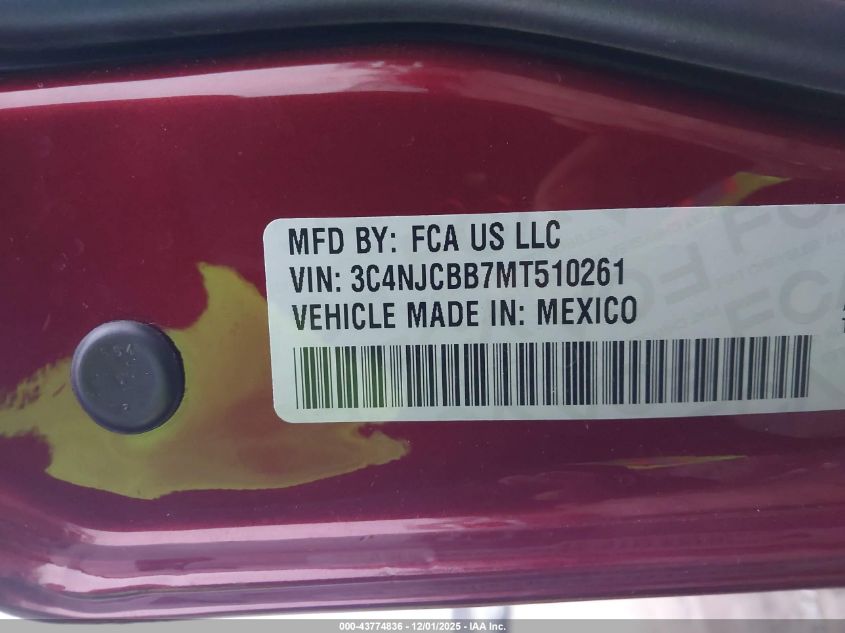 MFD BY: FCA US LLC
VIN: 3C4NJCBB7MT510261
VEHICLE MADE IN: MEXICO
000-43774836 - 12/01/2025 - IAA Inc.